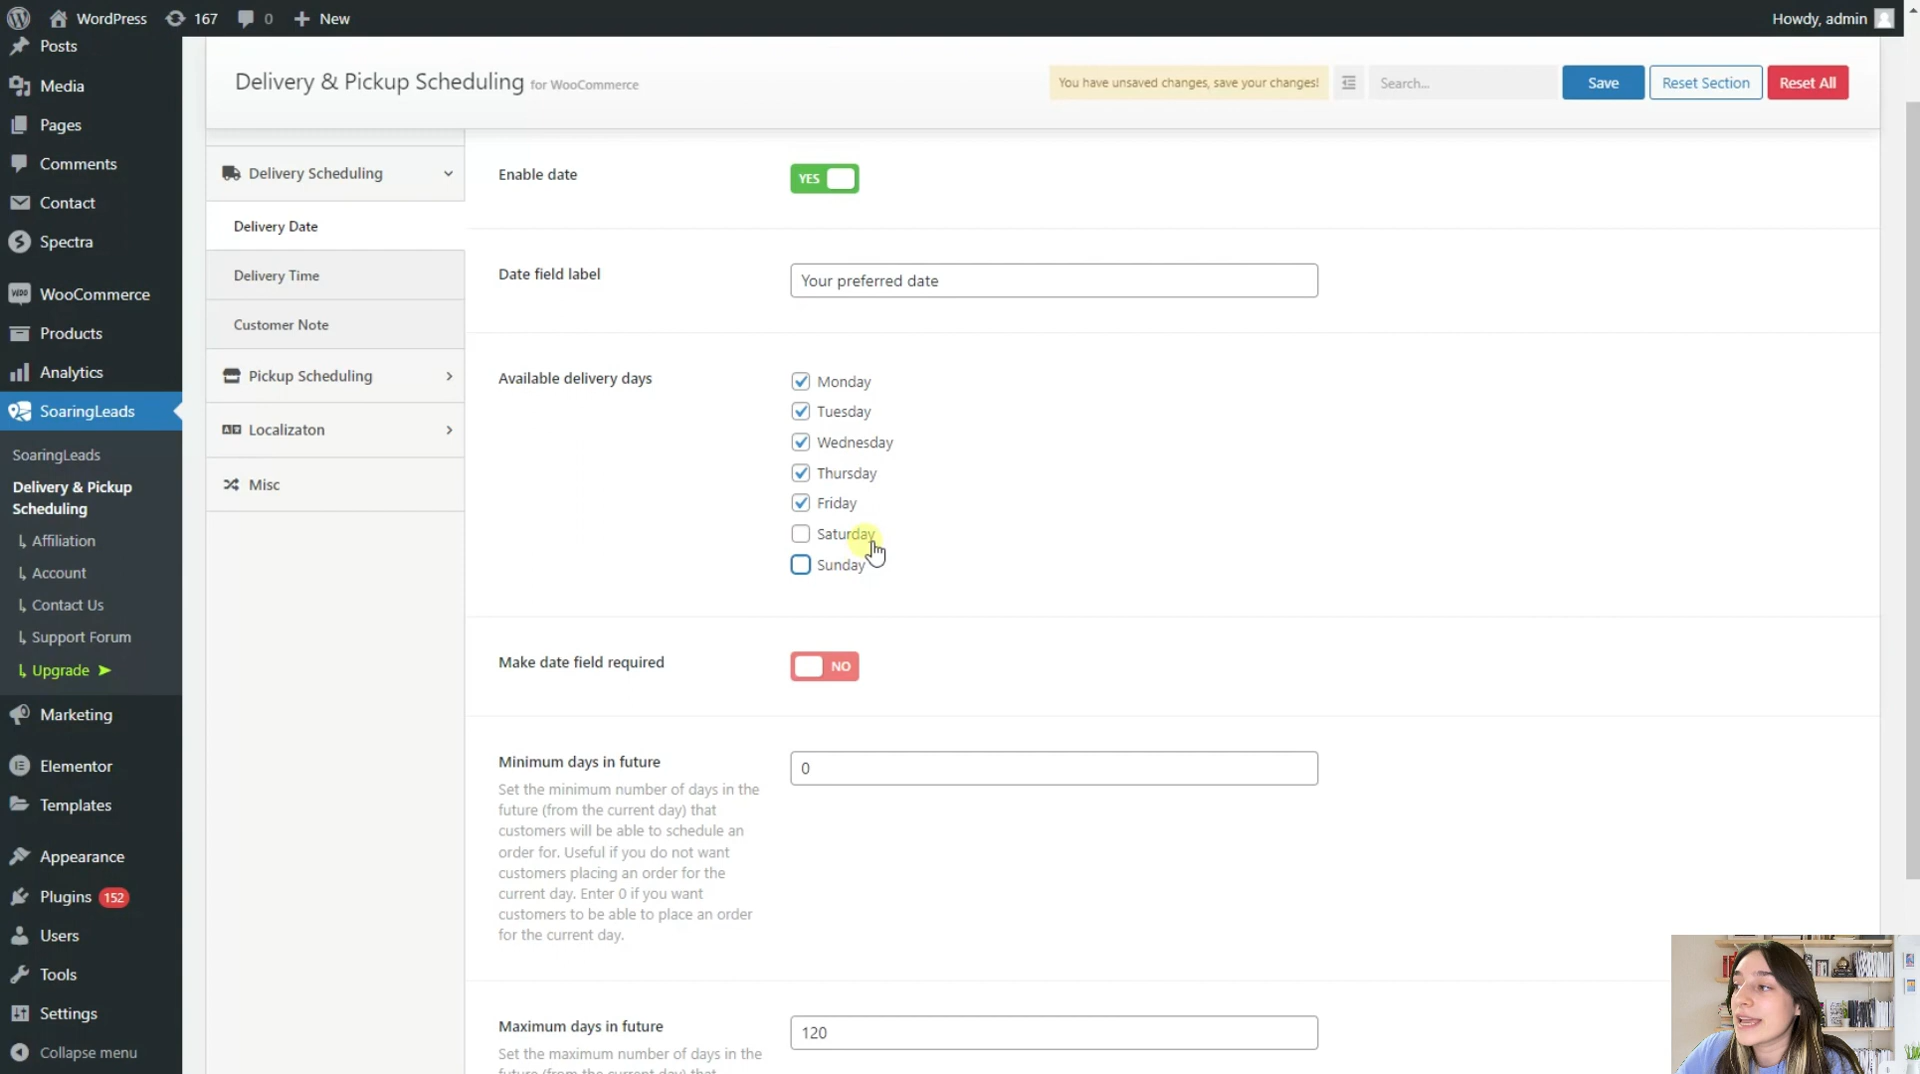 WordPress
167
0
New
Howdy, admin
Posts
Media
Pages
Comments
Contact
Spectra
WooCommerce
Products
Analytics
SoaringLeads
SoaringLeads
Delivery & Pickup
Scheduling
Affiliation
Account
Contact Us
Support Forum
Upgrade ➤
Marketing
Elementor
Templates
Appearance
Plugins 152
Users
Tools
Settings
Collapse menu
Delivery & Pickup Scheduling for WooCommerce
You have unsaved changes, save your changes!
Search...
Save
Reset Section
Reset All
Delivery Scheduling
Delivery Date
Delivery Time
Customer Note
Pickup Scheduling
Localizaton
Misc
Enable date
YES
Date field label
Your preferred date
Available delivery days
Monday
Tuesday
Wednesday
Thursday
Friday
Saturday
Sunday
Make date field required
NO
Minimum days in future
0
Set the minimum number of days in the
future (from the current day) that
customers will be able to schedule an
order for. Useful if you do not want
customers placing an order for the
current day. Enter 0 if you want
customers to be able to place an order
for the current day.
Maximum days in future
120
Set the maximum number of days in the
future (from the current day) that